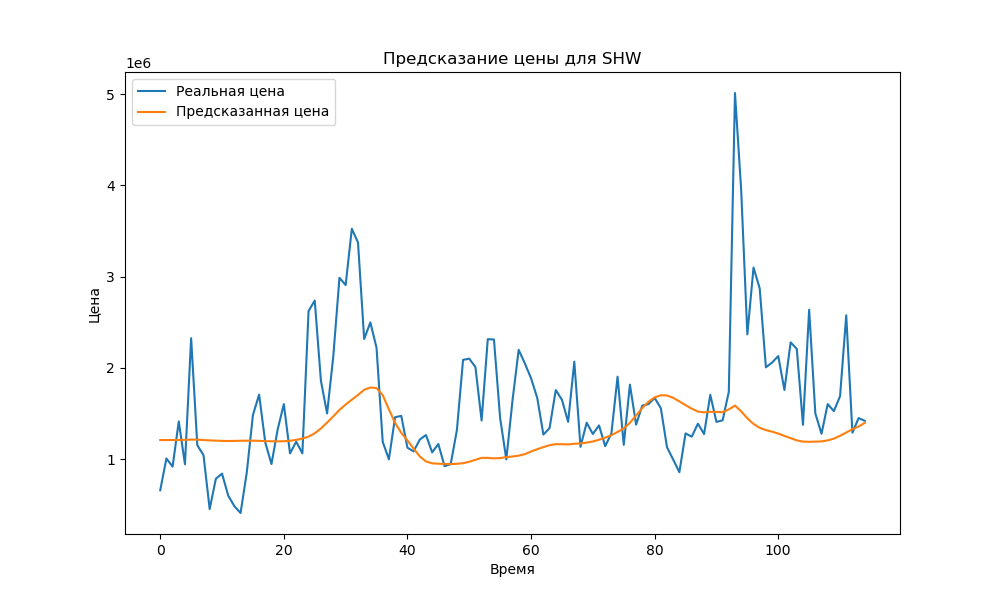 Предсказание цены для SHW
1e6
Реальная цена
Предсказанная цена
5
4
3
2
1
Цена
0 20 40 60 80 100
Время